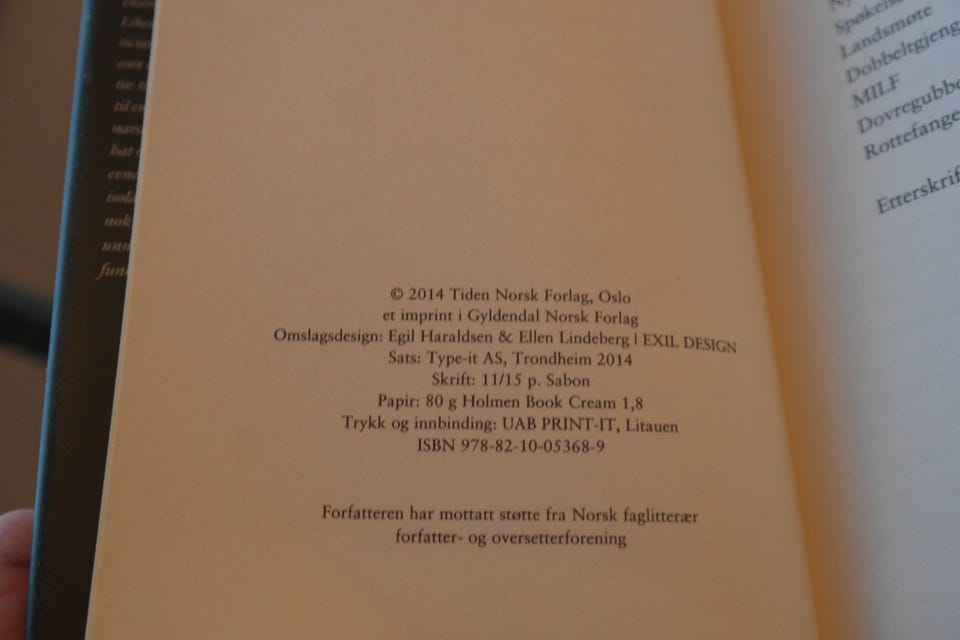 © 2014 Tiden Norsk Forlag, Oslo
et imprint i Gyldendal Norsk Forlag
Omslagsdesign: Egil Haraldsen & Ellen Lindeberg | EXIL DESIGN
Sats: Type-it AS, Trondheim 2014
Skrift: 11/15 p. Sabon
Papir: 80 g Holmen Book Cream 1,8
Trykk og innbinding: UAB PRINT-IT, Litauen
ISBN 978-82-10-05368-9
Forfatteren har mottatt støtte fra Norsk faglitterær
forfatter- og oversetterforening
Landsmøte
MILF